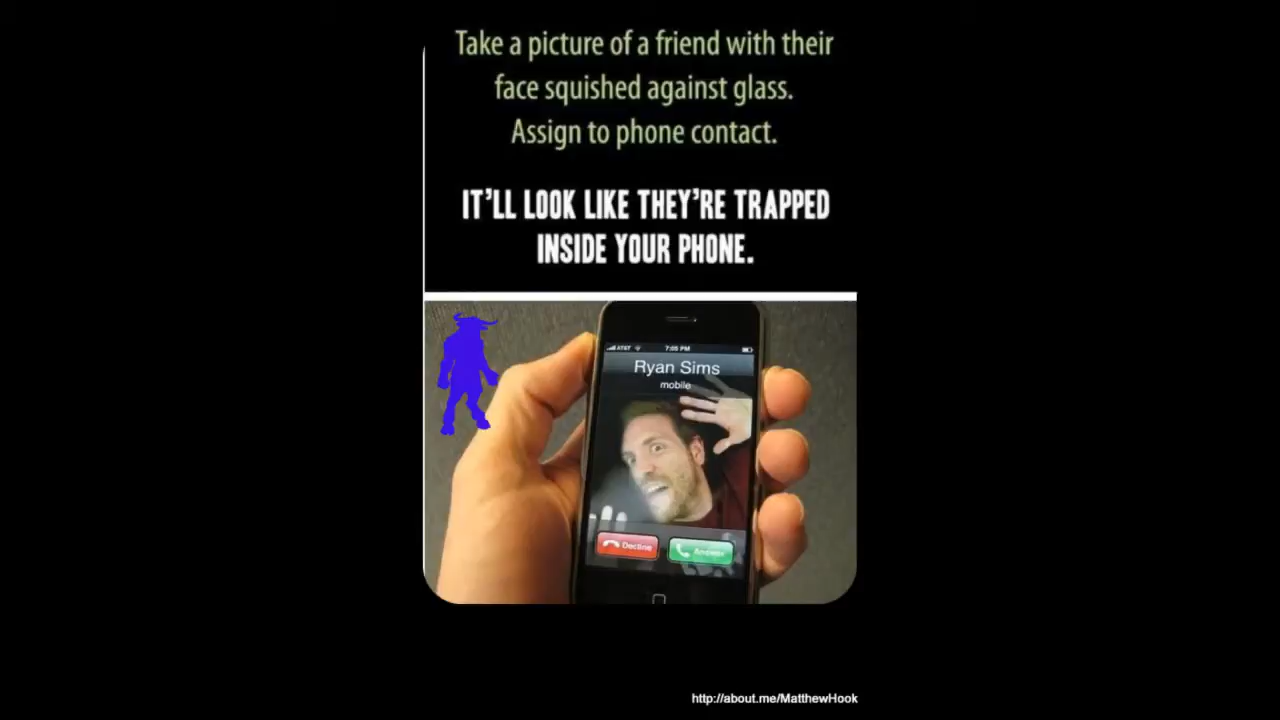 Take a picture of a friend with their
face squished against glass.
Assign to phone contact.
IT'LL LOOK LIKE THEY'RE TRAPPED
INSIDE YOUR PHONE.
AT&T 7:05 PM
Ryan Sims
mobile
Decline Answer
http://about.me/MatthewHook